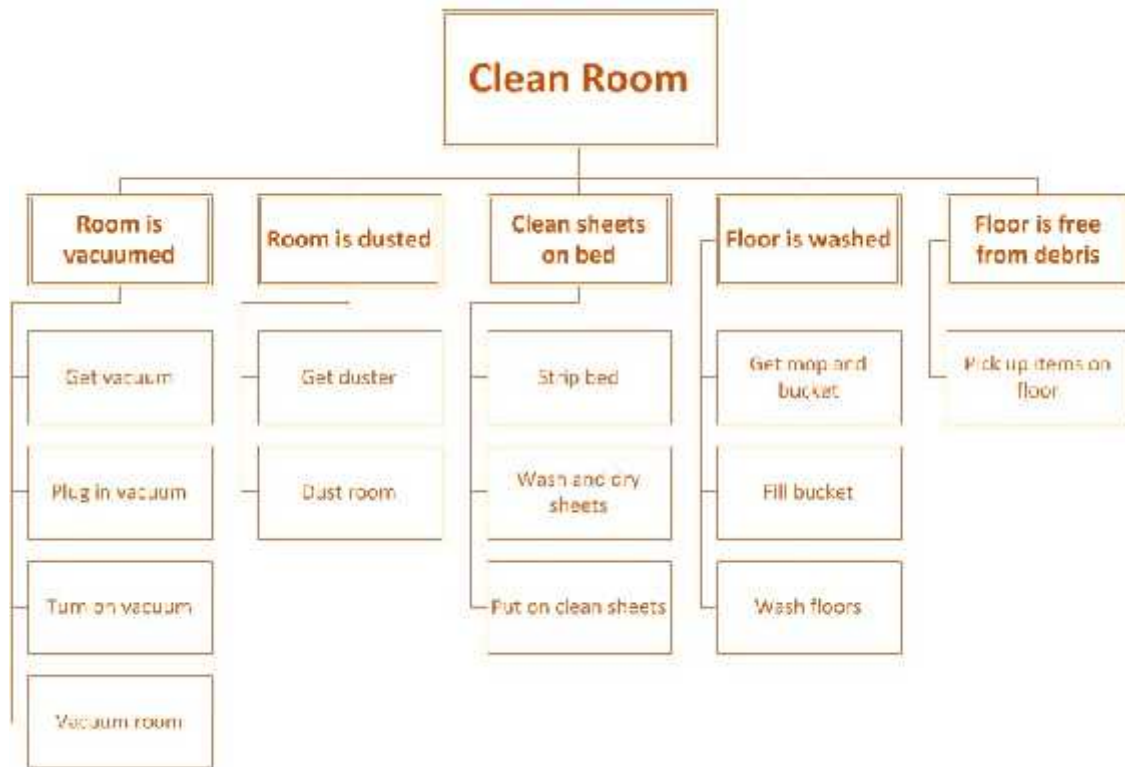 Clean Room
Room is
vacuumed
Room is dusted
Clean sheets
on bed
Floor is washed
Floor is free
from debris
Get vacuum
Get duster
Strip bed
Get mop and
bucket
Pick up items on
floor
Plug in vacuum
Dust room
Wash and dry
sheets
Fill bucket
Turn on vacuum
Put on clean sheets
Wash floors
Vacuum room